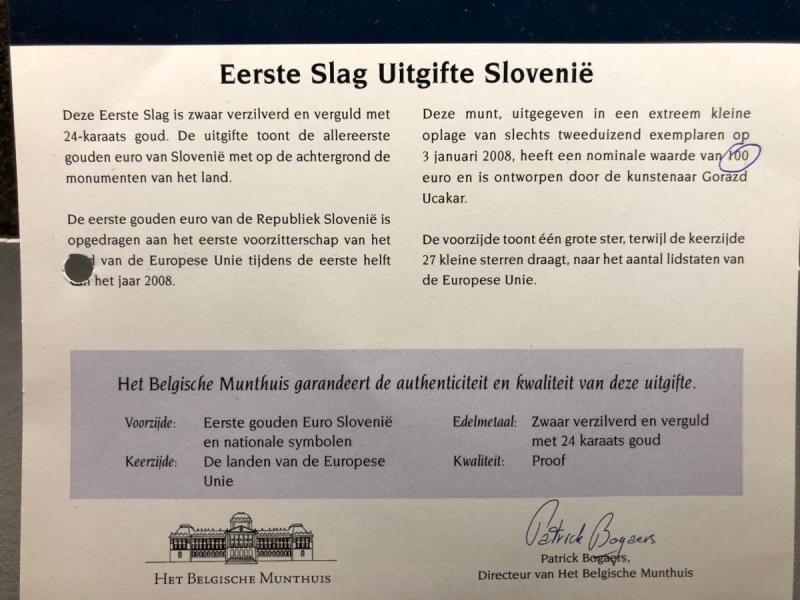 Eerste Slag Uitgifte Slovenië
Deze Eerste Slag is zwaar verzilverd en verguld met
24-karaats goud. De uitgifte toont de allereerste
gouden euro van Slovenië met op de achtergrond de
monumenten van het land.
De eerste gouden euro van de Republiek Slovenië is
opgedragen aan het eerste voorzitterschap van het
van de Europese Unie tijdens de eerste helft
het jaar 2008.
Deze munt, uitgegeven in een extreem kleine
oplage van slechts tweeduizend exemplaren op
3 januari 2008, heeft een nominale waarde van 100
euro en is ontworpen door de kunstenaar Gorazd
Ucakar.
De voorzijde toont één grote ster, terwijl de keerzijde
27 kleine sterren draagt, naar het aantal lidstaten van
de Europese Unie.
Het Belgische Munthuis garandeert de authenticiteit en kwaliteit van deze uitgifte.
Voorzijde: Eerste gouden Euro Slovenië
en nationale symbolen
Keerzijde: De landen van de Europese
Unie
Edelmetaal: Zwaar verzilverd en verguld
met 24 karaats goud
Kwaliteit: Proof
HET BELGISCHE MUNTHUIS
Patrick Bogaers
Patrick Bogaers,
Directeur van Het Belgische Munthuis